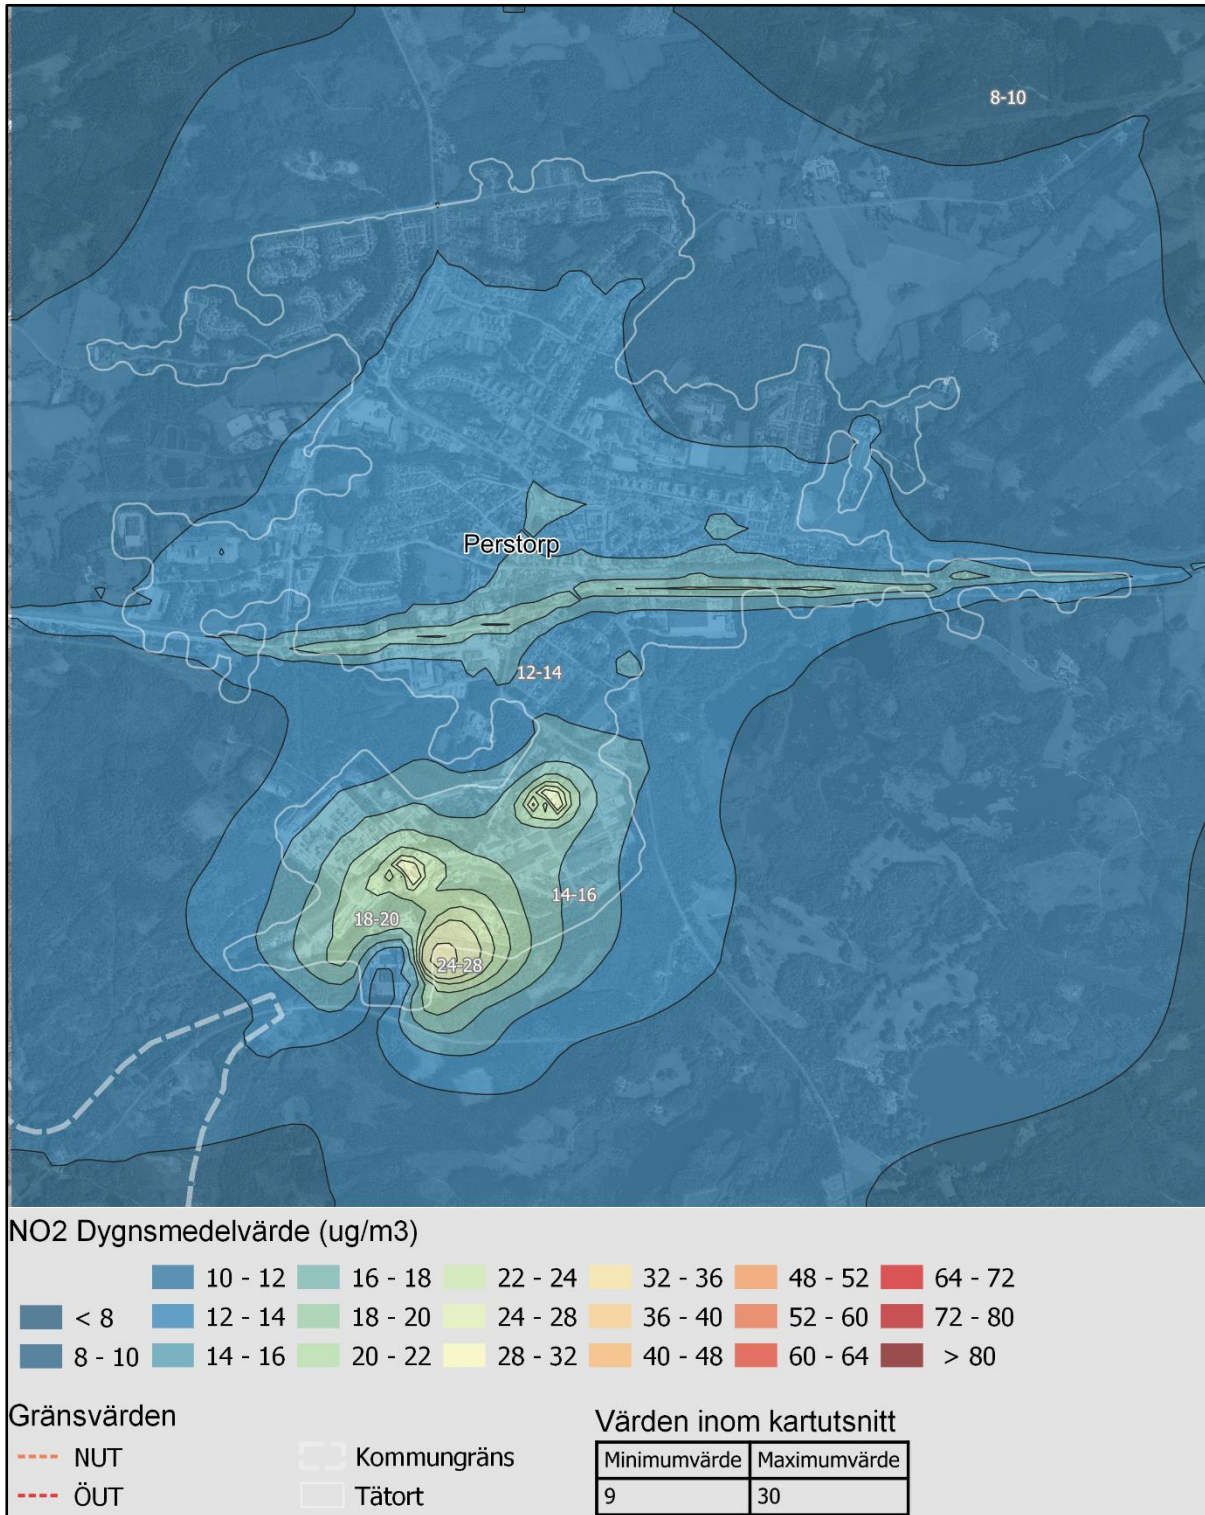 8-10
Perstorp
12-14
14-16
18-20
24-28
NO2 Dygnsmedelvärde (ug/m3)
10 - 12 16 - 18 22 - 24 32 - 36 48 - 52 64 - 72
< 8 12 - 14 18 - 20 24 - 28 36 - 40 52 - 60 72 - 80
8 - 10 14 - 16 20 - 22 28 - 32 40 - 48 60 - 64 > 80
Gränsvärden
NUT
ÖUT
Kommungräns
Tätort
Värden inom kartutsnitt
Minimumvärde Maximumvärde
9 30